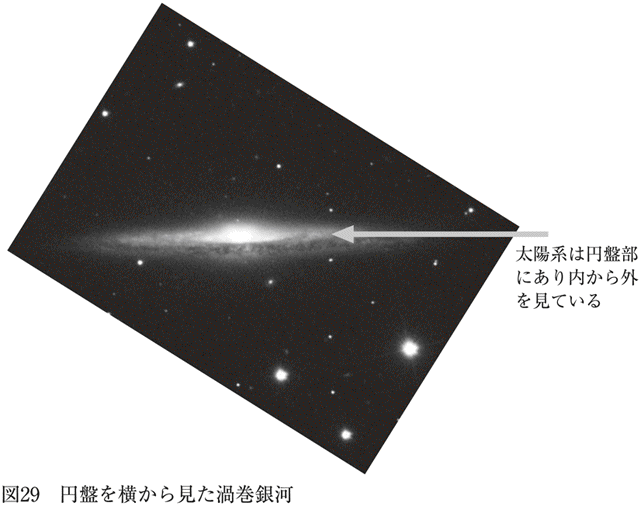 太陽系は円盤部
にあり内から外
を見ている
図29 円盤を横から見た渦巻銀河